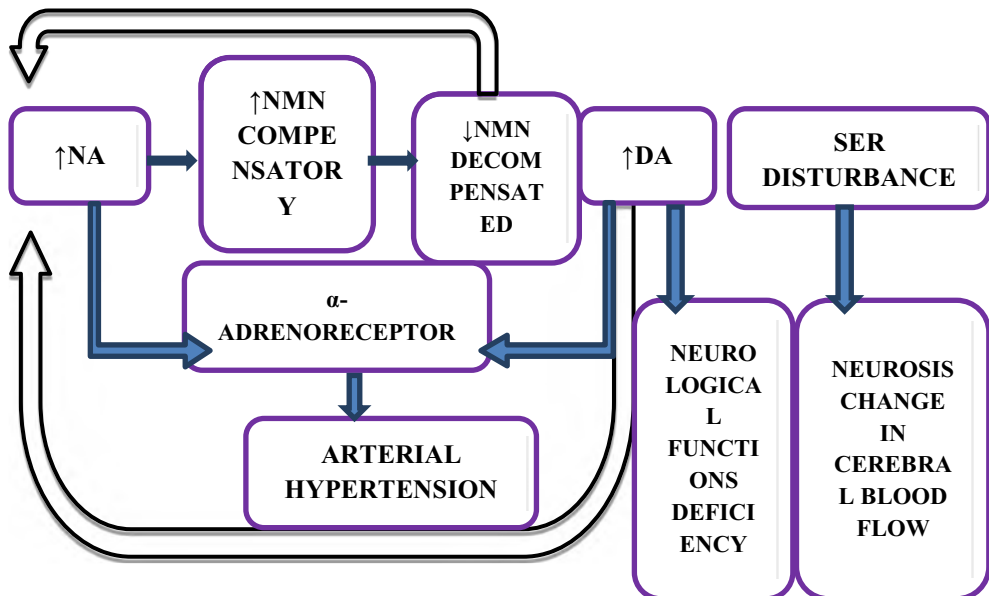 ↑NA
↑NMN
COMPE
NSATOR
Y
↓NMN
DECOM
PENSAT
ED
↑DA
SER
DISTURBANCE
α-
ADRENORECEPTOR
ARTERIAL
HYPERTENSION
NEURO
LOGICA
L
FUNCTI
ONS
DEFICI
ENCY
NEUROSIS
CHANGE
IN
CEREBRA
L BLOOD
FLOW